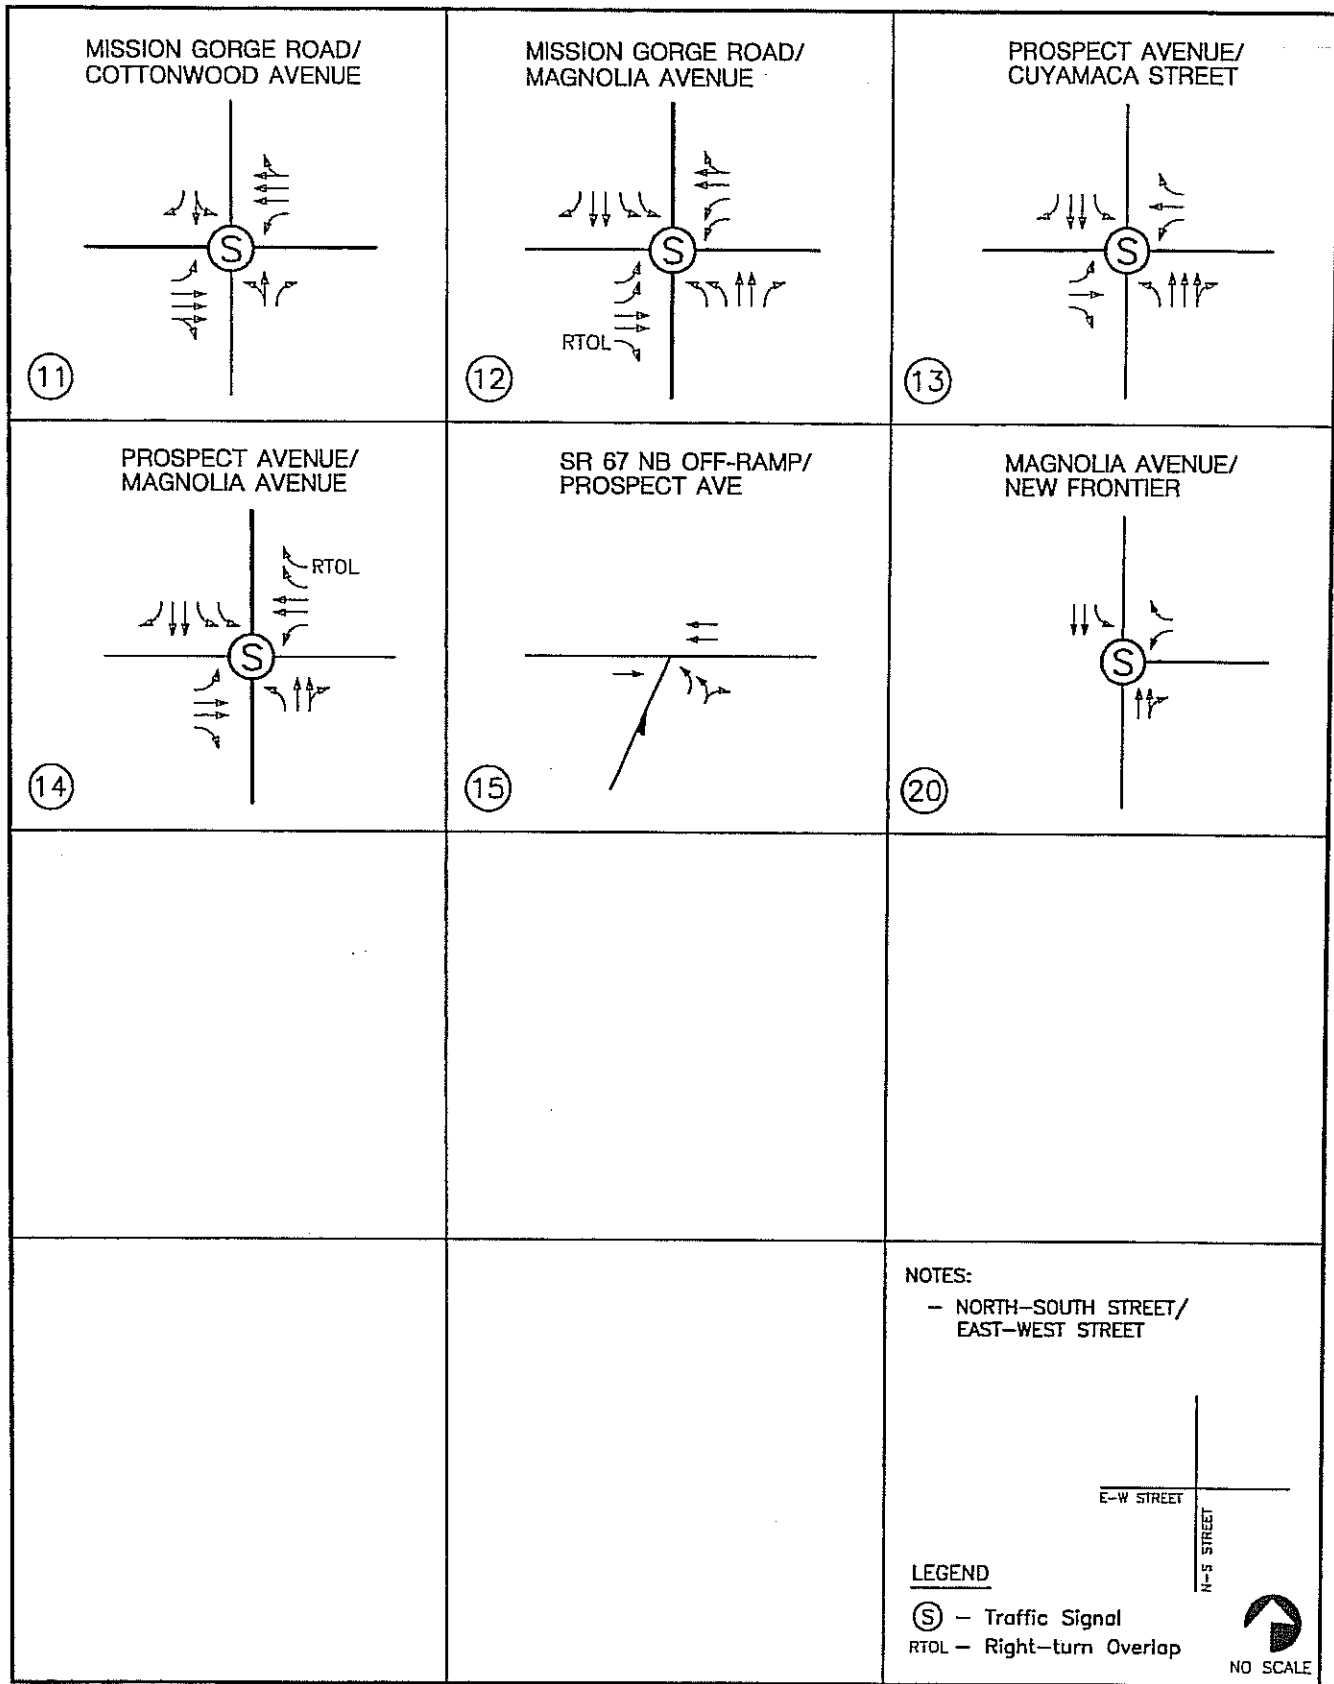 MISSION GORGE ROAD/
COTTONWOOD AVENUE
S
11
MISSION GORGE ROAD/
MAGNOLIA AVENUE
S
RTOL
12
PROSPECT AVENUE/
CUYAMACA STREET
S
13
PROSPECT AVENUE/
MAGNOLIA AVENUE
RTOL
S
14
SR 67 NB OFF-RAMP/
PROSPECT AVE
15
MAGNOLIA AVENUE/
NEW FRONTIER
S
20
NOTES:
- NORTH-SOUTH STREET/
EAST-WEST STREET
E-W STREET
N-S STREET
LEGEND
S - Traffic Signal
RTOL - Right-turn Overlap
NO SCALE